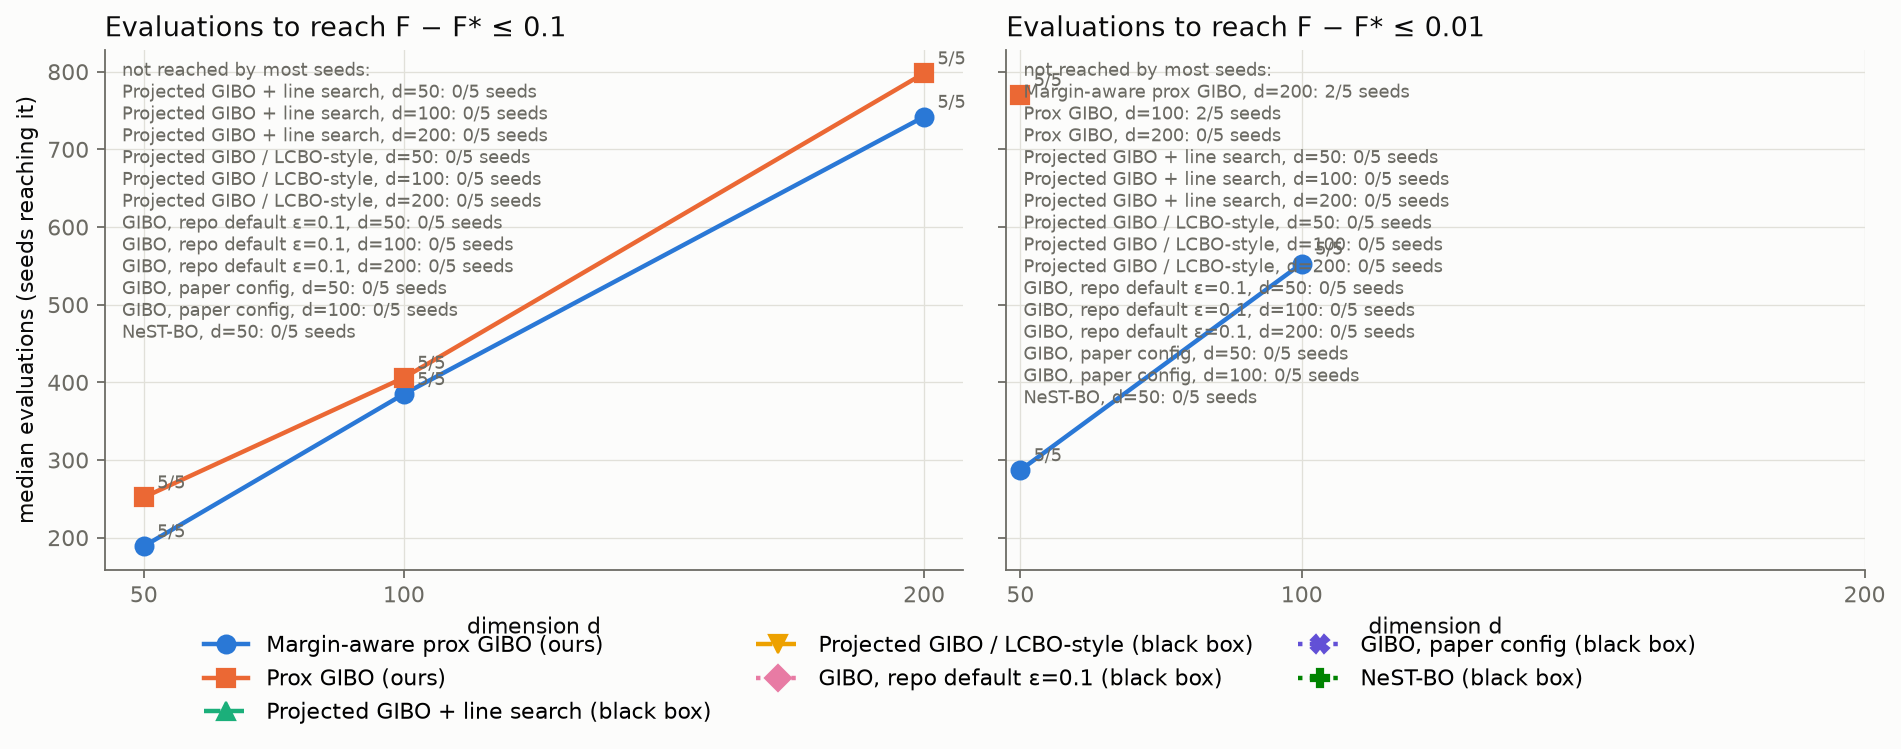 Evaluations to reach F − F* ≤ 0.1
median evaluations (seeds reaching it)
800
700
600
500
400
300
200
not reached by most seeds:
Projected GIBO + line search, d=50: 0/5 seeds
Projected GIBO + line search, d=100: 0/5 seeds
Projected GIBO + line search, d=200: 0/5 seeds
Projected GIBO / LCBO-style, d=50: 0/5 seeds
Projected GIBO / LCBO-style, d=100: 0/5 seeds
Projected GIBO / LCBO-style, d=200: 0/5 seeds
GIBO, repo default ε=0.1, d=50: 0/5 seeds
GIBO, repo default ε=0.1, d=100: 0/5 seeds
GIBO, repo default ε=0.1, d=200: 0/5 seeds
GIBO, paper config, d=50: 0/5 seeds
GIBO, paper config, d=100: 0/5 seeds
NeST-BO, d=50: 0/5 seeds
5/5
5/5
5/5
5/5
5/5
5/5
50
100
200
dimension d
Evaluations to reach F − F* ≤ 0.01
not reached by most seeds:
5/5
Margin-aware prox GIBO, d=200: 2/5 seeds
Prox GIBO, d=100: 2/5 seeds
Prox GIBO, d=200: 0/5 seeds
Projected GIBO + line search, d=50: 0/5 seeds
Projected GIBO + line search, d=100: 0/5 seeds
Projected GIBO + line search, d=200: 0/5 seeds
Projected GIBO / LCBO-style, d=50: 0/5 seeds
Projected GIBO / LCBO-style, d=100: 0/5 seeds
5/5
Projected GIBO / LCBO-style, d=200: 0/5 seeds
GIBO, repo default ε=0.1, d=50: 0/5 seeds
GIBO, repo default ε=0.1, d=100: 0/5 seeds
GIBO, repo default ε=0.1, d=200: 0/5 seeds
GIBO, paper config, d=50: 0/5 seeds
GIBO, paper config, d=100: 0/5 seeds
NeST-BO, d=50: 0/5 seeds
5/5
50
100
200
dimension d
Margin-aware prox GIBO (ours)
Prox GIBO (ours)
Projected GIBO + line search (black box)
Projected GIBO / LCBO-style (black box)
GIBO, repo default ε=0.1 (black box)
GIBO, paper config (black box)
NeST-BO (black box)